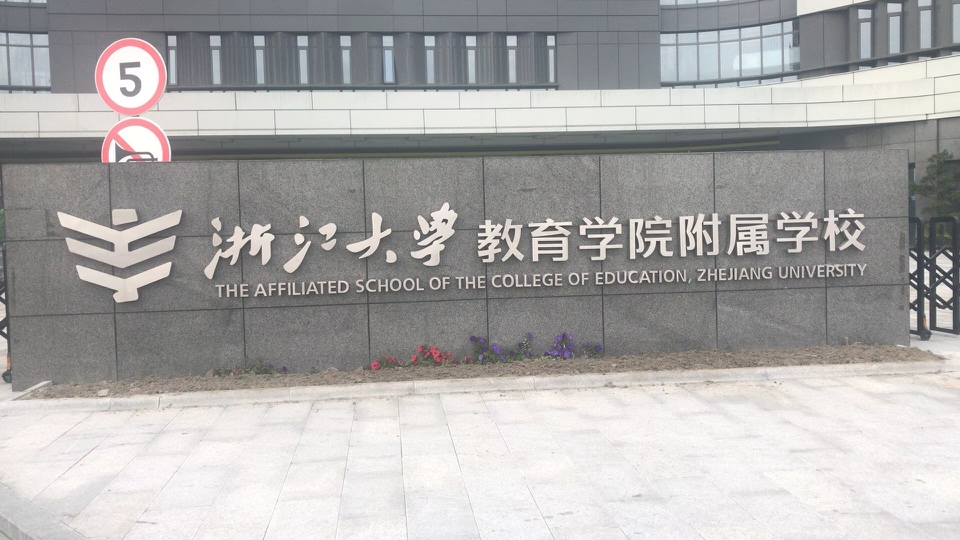 5
浙江大学 教育学院附属学校
THE AFFILIATED SCHOOL OF THE COLLEGE OF EDUCATION, ZHEJIANG UNIVERSITY